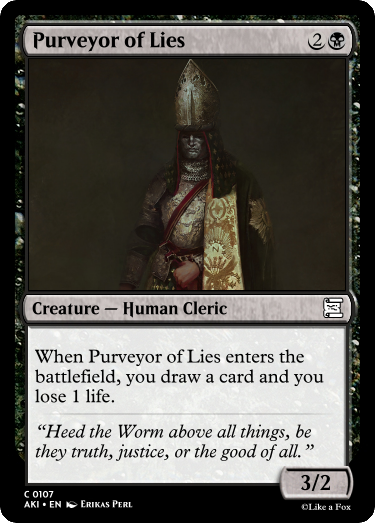 Purveyor of Lies 2
Creature — Human Cleric
When Purveyor of Lies enters the
battlefield, you draw a card and you
lose 1 life.
“Heed the Worm above all things, be
they truth, justice, or the good of all.”
3/2
C 0107
AKI • EN Erikas Perl
©Like a Fox